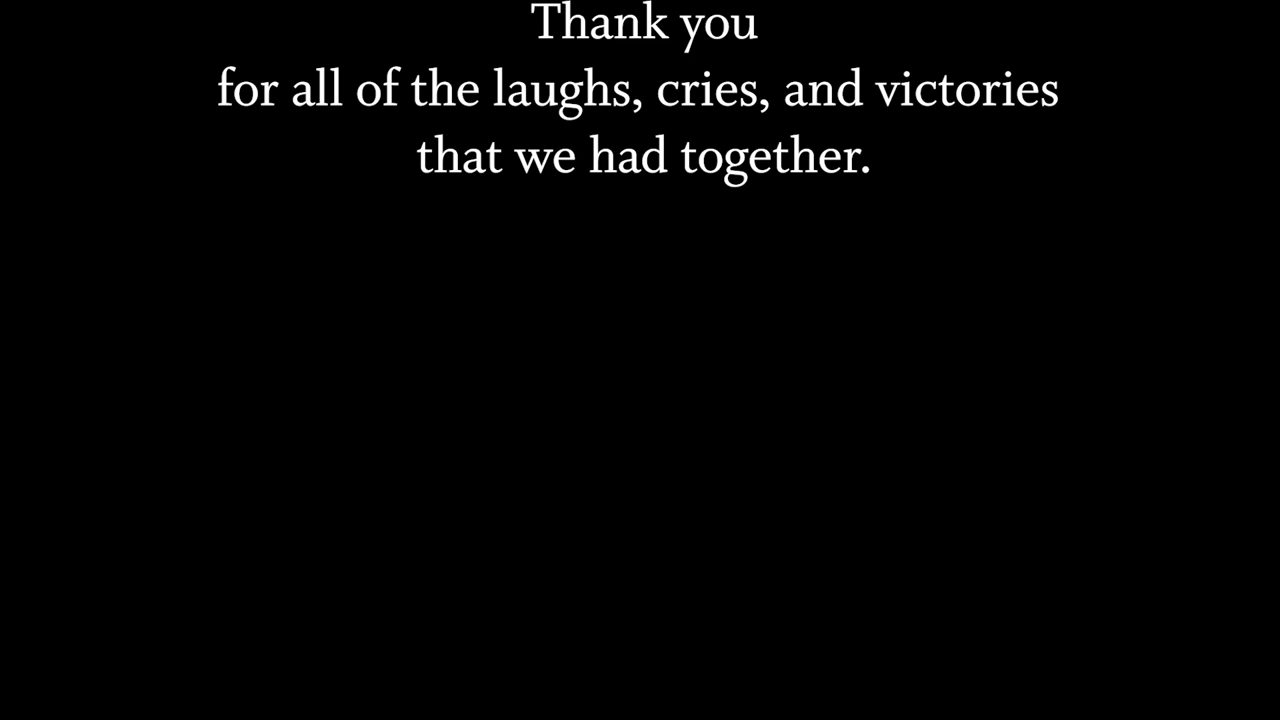 Thank you
for all of the laughs, cries, and victories
that we had together.